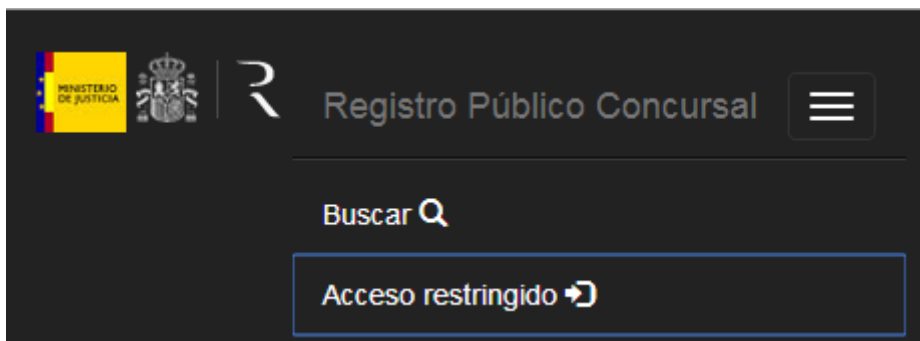 MINISTERIO
DE JUSTICIA
Registro Público Concursal
Buscar
Acceso restringido